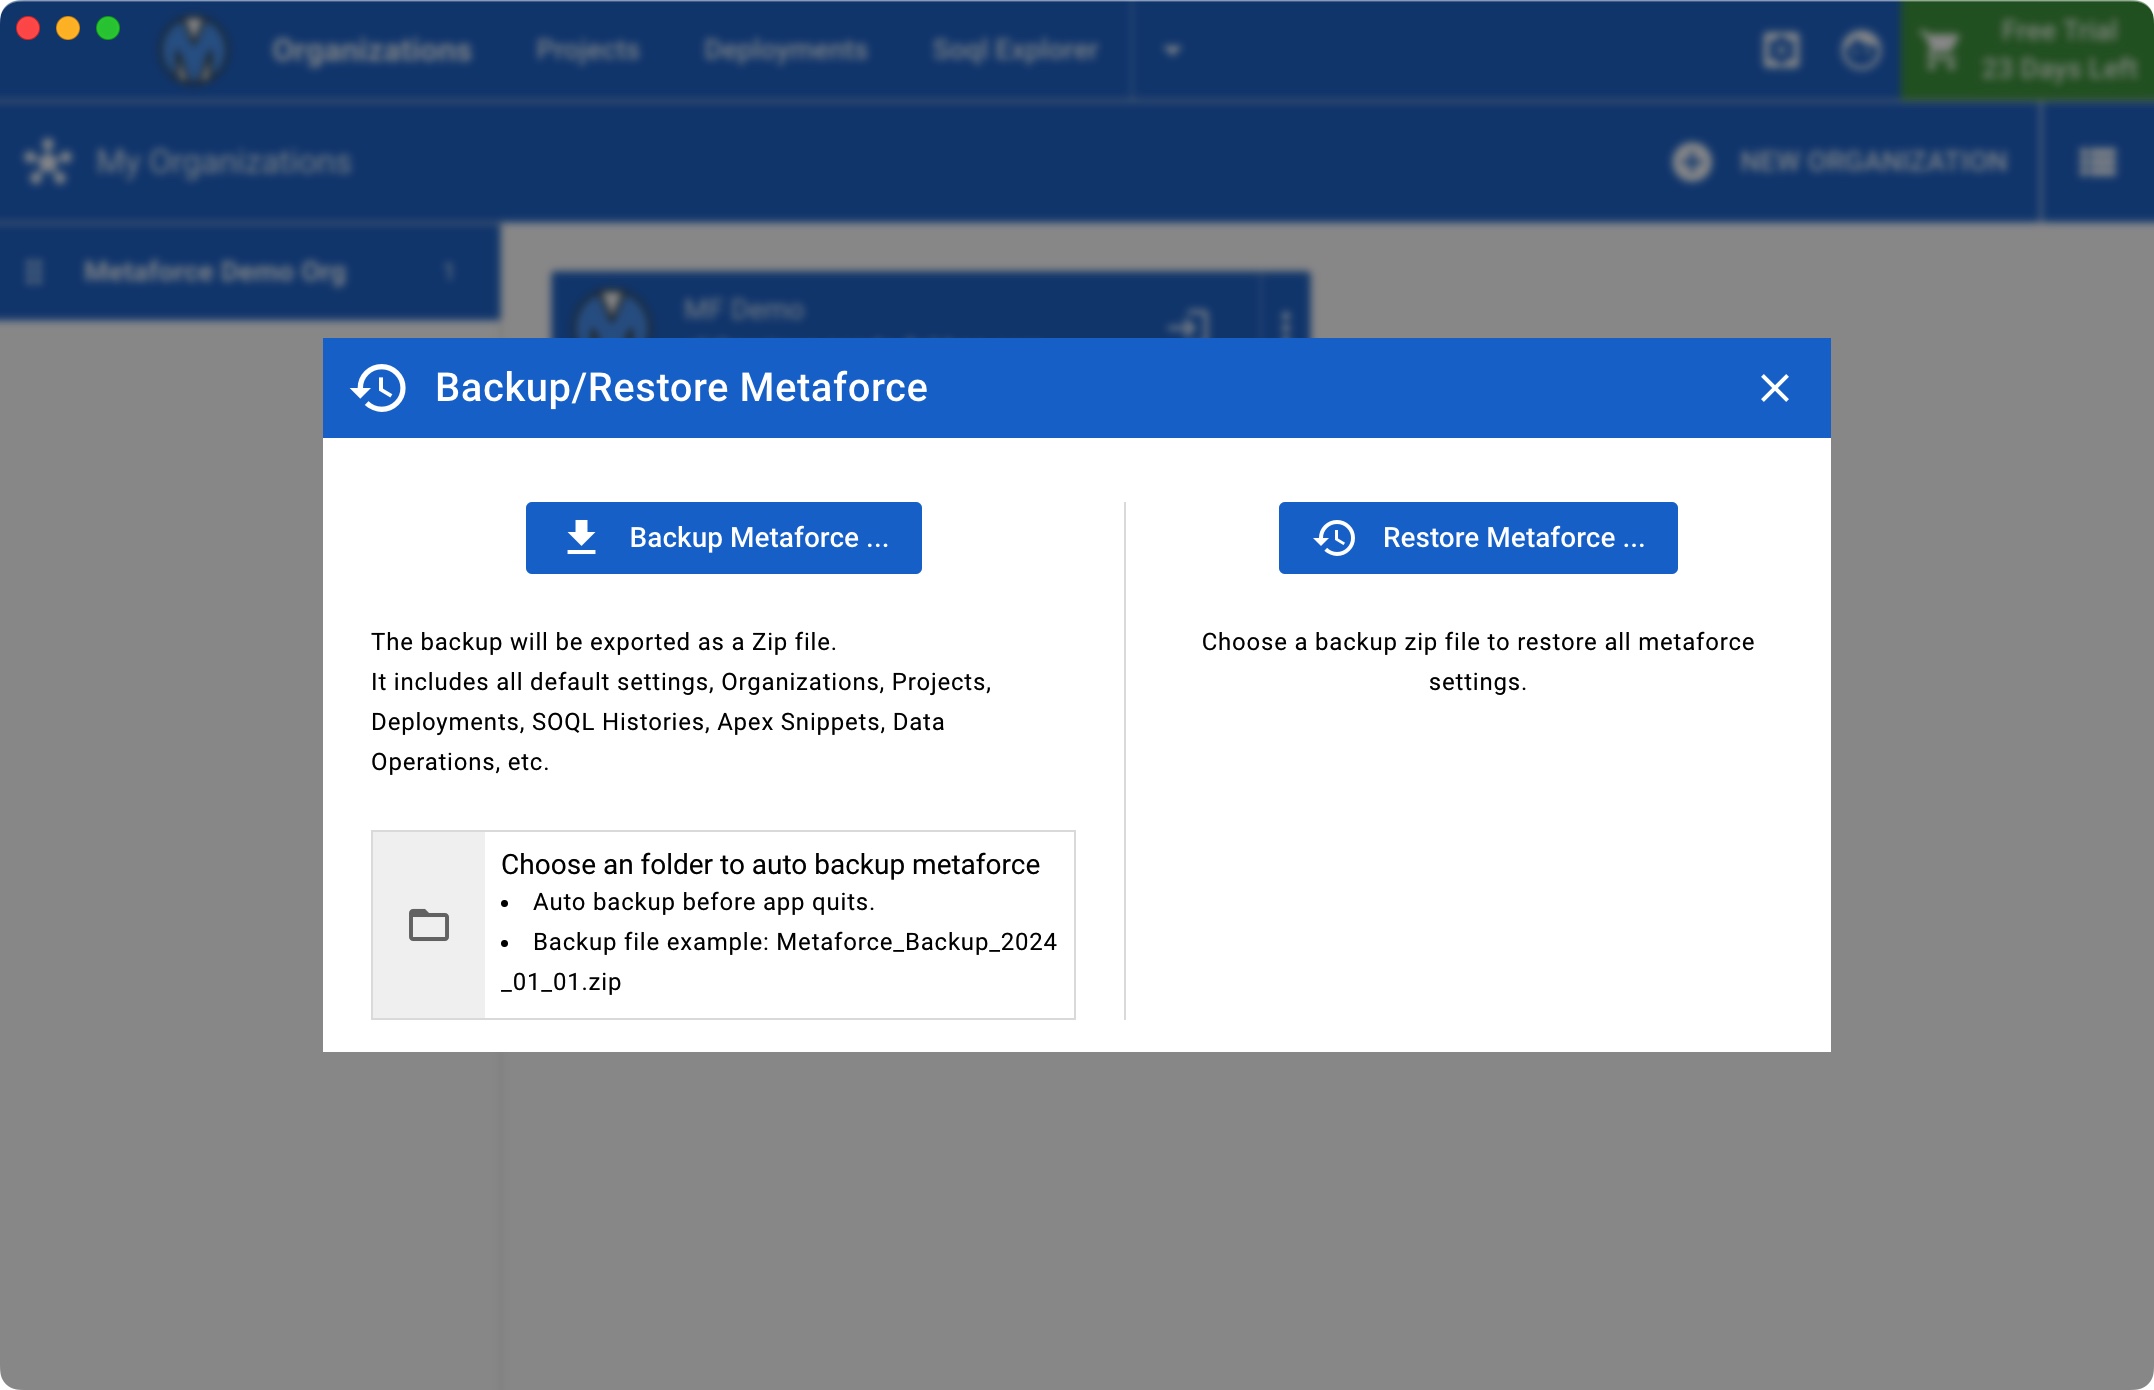 Organizations
Projects
Deployments
Soql Explorer
Free Trial
23 Days Left
My Organizations
NEW ORGANIZATION
Metaforce Demo Org
1
MF Demo
Backup/Restore Metaforce
Backup Metaforce ...
The backup will be exported as a Zip file.
It includes all default settings, Organizations, Projects,
Deployments, SOQL Histories, Apex Snippets, Data
Operations, etc.
Choose an folder to auto backup metaforce
• Auto backup before app quits.
• Backup file example: Metaforce_Backup_2024
_01_01.zip
Restore Metaforce ...
Choose a backup zip file to restore all metaforce
settings.